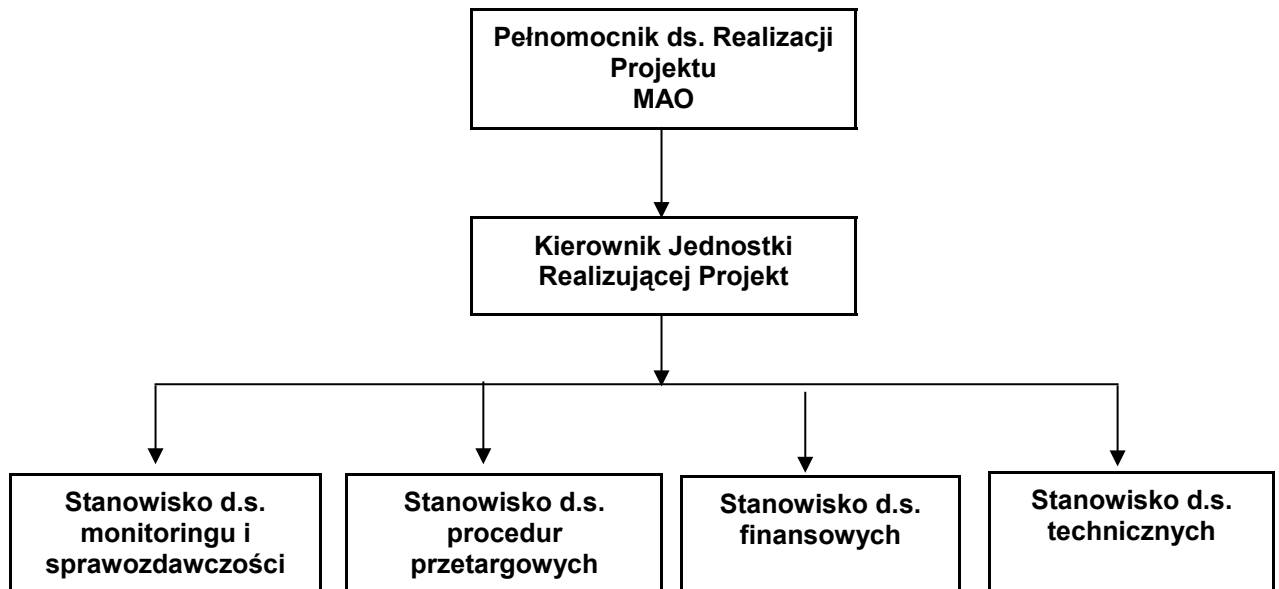 Pełnomocnik ds. Realizacji
Projektu
MAO
Kierownik Jednostki
Realizującej Projekt
Stanowisko d.s.
monitoringu i
sprawozdawczości
Stanowisko d.s.
procedur
przetargowych
Stanowisko d.s.
finansowych
Stanowisko d.s.
technicznych